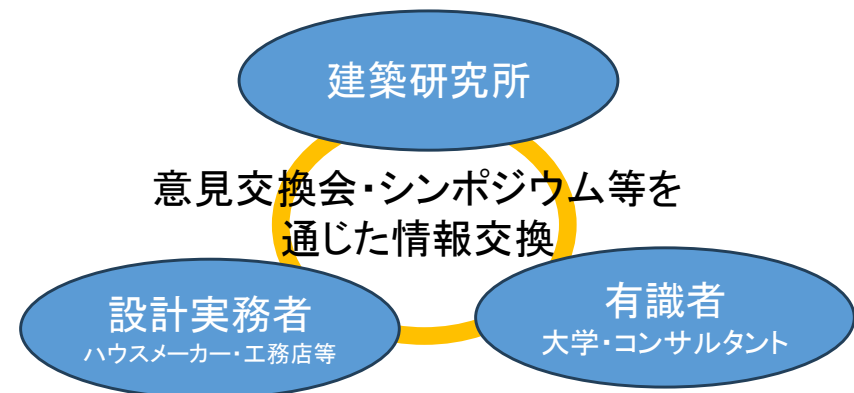 建築研究所
意見交換会・シンポジウム等を
通じた情報交換
設計実務者
ハウスメーカー・工務店等
有識者
大学・コンサルタント